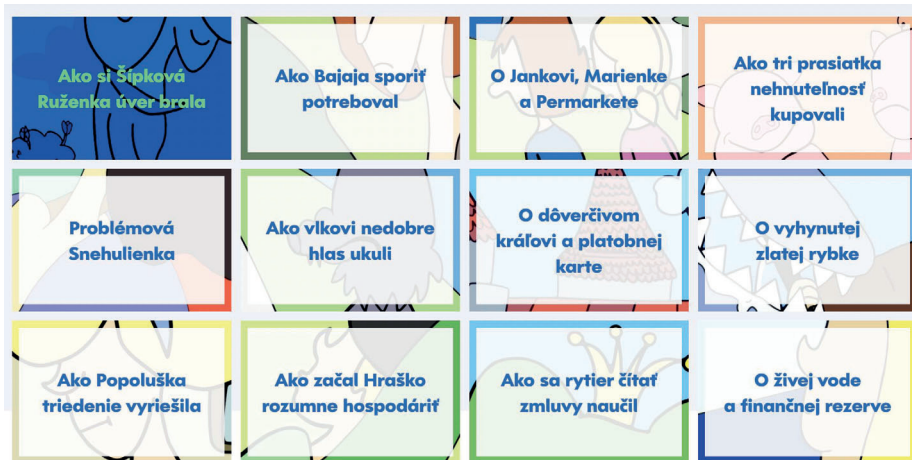 Ako si Šípková
Ruženka úver brala
Ako Bajaja sporiť
potreboval
O Jankovi, Marienke
a Permarkete
Ako tri prasiatka
nehnuteľnosť
kupovali
Problémová
Snehulienka
Ako vlkovi nedobre
hlas ukuli
O dôverčivom
kráľovi a platobnej
karte
O vyhynutej
zlatej rybke
Ako Popoluška
triedenie vyriešila
Ako začal Hraško
rozumne hospodáriť
Ako sa rytier čítať
zmluvy naučil
O živej vode
a finančnej rezerve